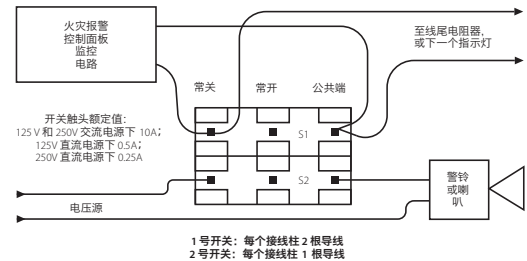 火灾报警
控制面板
监控
电路
至线尾电阻器，
或下一个指示灯
常关
常开
公共端
开关触头额定值：
125 V 和 250V 交流电源下 10A；
125V 直流电源下 0.5A；
250V 直流电源下 0.25A
S1
S2
警铃
或喇
叭
电压源
1 号开关：每个接线柱 2 根导线
2 号开关：每个接线柱 1 根导线